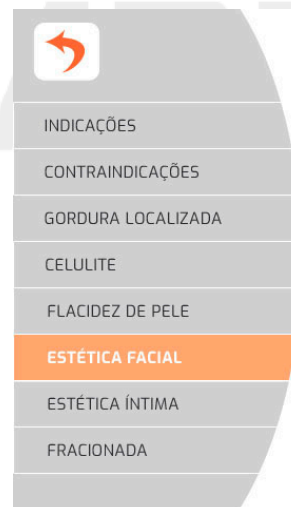 INDICAÇÕES
CONTRAINDICAÇÕES
GORDURA LOCALIZADA
CELULITE
FLACIDEZ DE PELE
ESTÉTICA FACIAL
ESTÉTICA ÍNTIMA
FRACIONADA